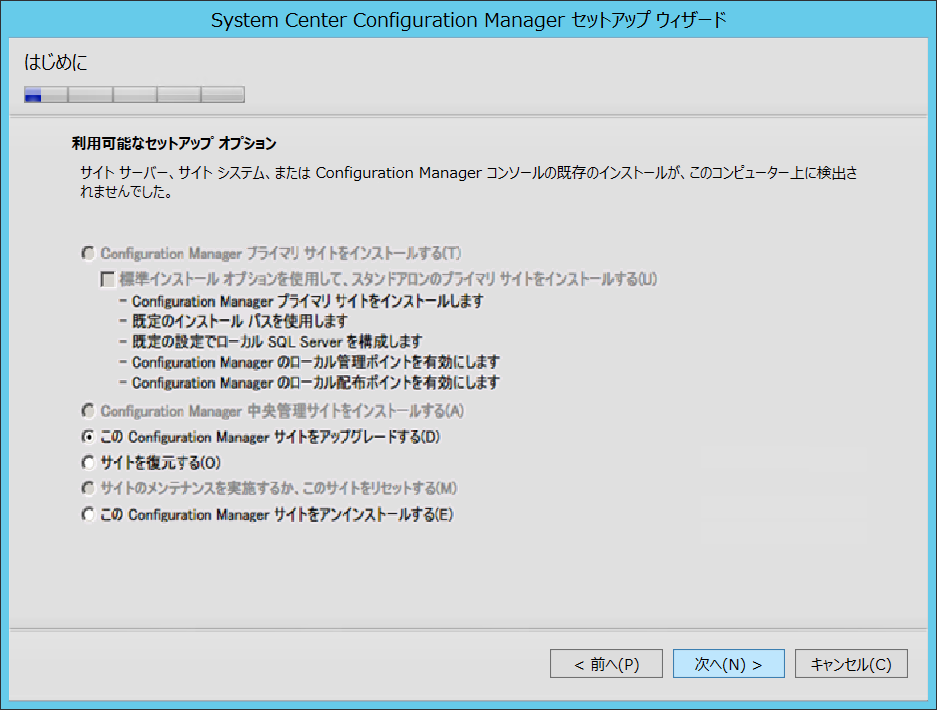 System Center Configuration Manager セットアップ ウィザード
はじめに
利用可能なセットアップ オプション
サイト サーバー、サイト システム、または Configuration Manager コンソールの既存のインストールが、このコンピューター上に検出さ
れませんでした。
Configuration Manager プライマリ サイトをインストールする(T)
標準インストール オプションを使用して、スタンドアロンのプライマリ サイトをインストールする(U)
- Configuration Manager プライマリ サイトをインストールします
- 既定のインストール パスを使用します
- 既定の設定でローカル SQL Server を構成します
- Configuration Manager のローカル管理ポイントを有効にします
- Configuration Manager のローカル配布ポイントを有効にします
Configuration Manager 中央管理サイトをインストールする(A)
この Configuration Manager サイトをアップグレードする(D)
サイトを復元する(O)
サイトのメンテナンスを実施するか、このサイトをリセットする(M)
この Configuration Manager サイトをアンインストールする(E)
< 前へ(P) 次へ(N) > キャンセル(C)